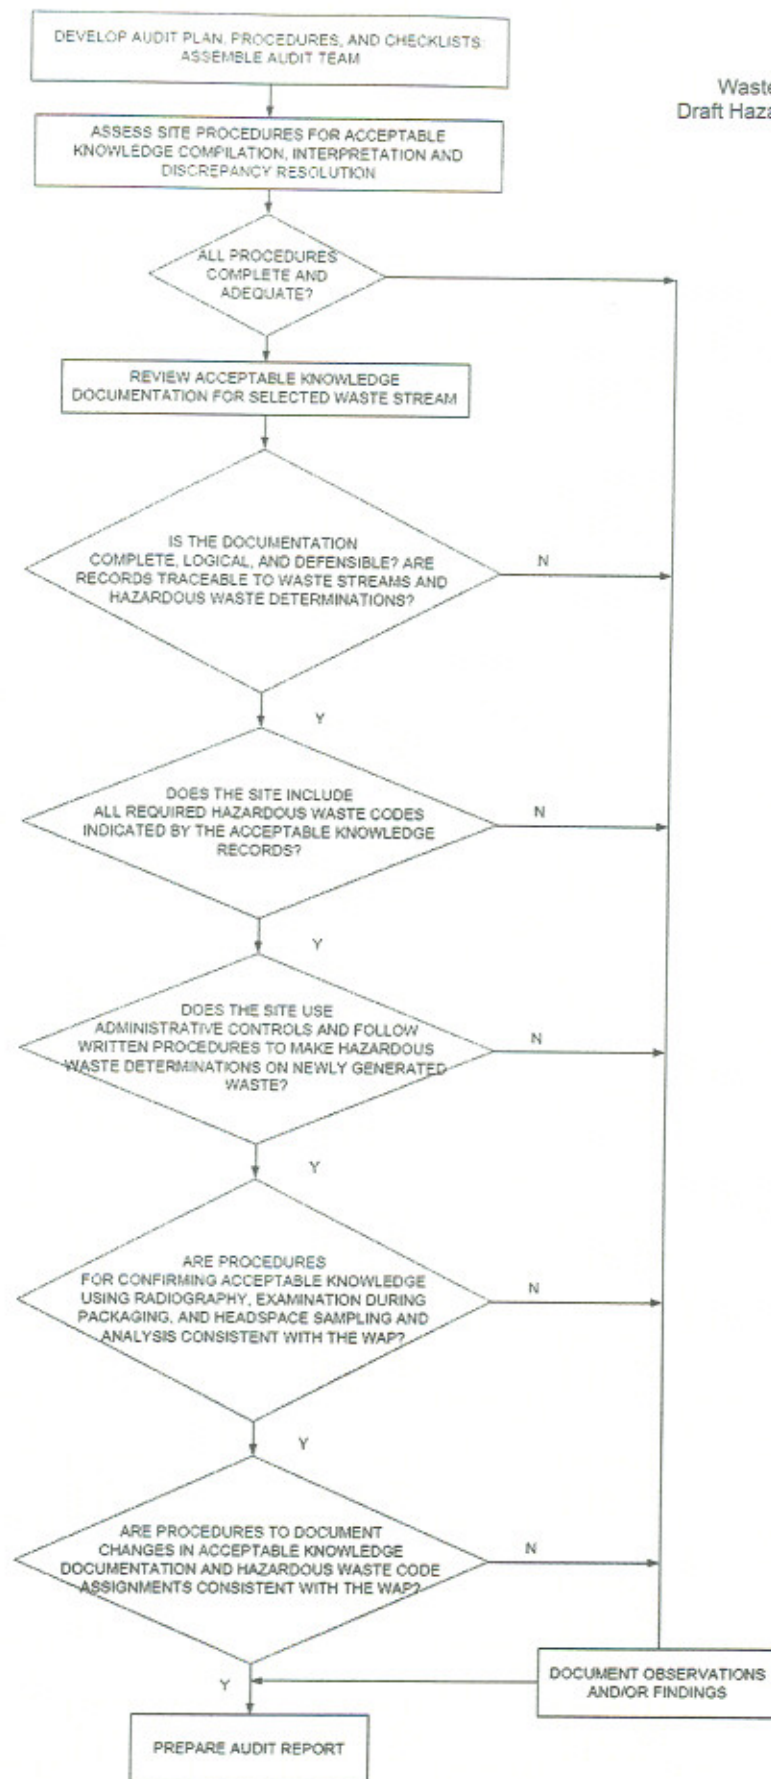 DEVELOP AUDIT PLAN, PROCEDURES, AND CHECKLISTS:
ASSEMBLE AUDIT TEAM
Waste
Draft Haza
ASSESS SITE PROCEDURES FOR ACCEPTABLE
KNOWLEDGE COMPILATION, INTERPRETATION AND
DISCREPANCY RESOLUTION
ALL PROCEDURES
COMPLETE AND
ADEQUATE?
REVIEW ACCEPTABLE KNOWLEDGE
DOCUMENTATION FOR SELECTED WASTE STREAM
IS THE DOCUMENTATION
COMPLETE, LOGICAL, AND DEFENSIBLE? ARE
RECORDS TRACEABLE TO WASTE STREAMS AND
HAZARDOUS WASTE DETERMINATIONS?
N
Y
DOES THE SITE INCLUDE
ALL REQUIRED HAZARDOUS WASTE CODES
INDICATED BY THE ACCEPTABLE KNOWLEDGE
RECORDS?
N
Y
DOES THE SITE USE
ADMINISTRATIVE CONTROLS AND FOLLOW
WRITTEN PROCEDURES TO MAKE HAZARDOUS
WASTE DETERMINATIONS ON NEWLY GENERATED
WASTE?
N
Y
ARE PROCEDURES
FOR CONFIRMING ACCEPTABLE KNOWLEDGE
USING RADIOGRAPHY, EXAMINATION DURING
PACKAGING, AND HEADSPACE SAMPLING AND
ANALYSIS CONSISTENT WITH THE WAP?
N
Y
ARE PROCEDURES TO DOCUMENT
CHANGES IN ACCEPTABLE KNOWLEDGE
DOCUMENTATION AND HAZARDOUS WASTE CODE
ASSIGNMENTS CONSISTENT WITH THE WAP?
N
Y
DOCUMENT OBSERVATIONS
AND/OR FINDINGS
PREPARE AUDIT REPORT